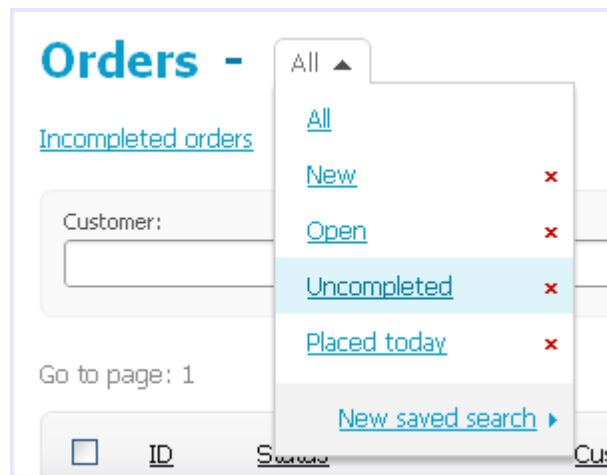 Orders - All ▲
All
Incompleted orders
New ×
Customer:
Open ×
Uncompleted ×
Placed today ×
Go to page: 1
New saved search ▸
ID